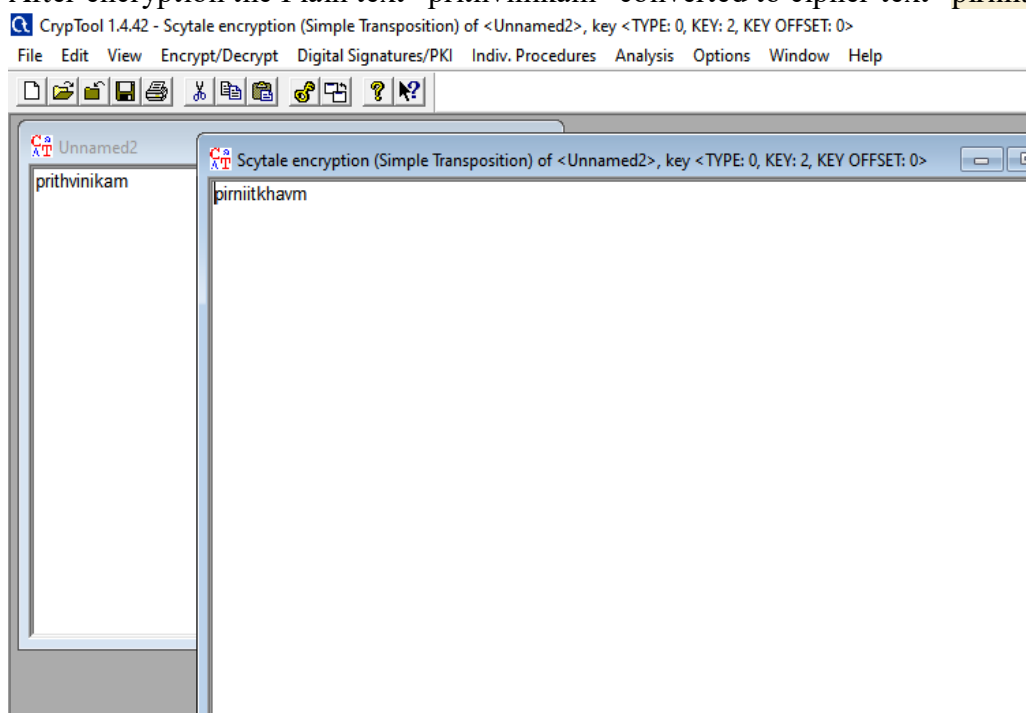 After encryption the Plain text "prithvinikam" converted to cipher text "pirniitkhavm
CrypTool 1.4.42 - Scytale encryption (Simple Transposition) of <Unnamed2>, key <TYPE: 0, KEY: 2, KEY OFFSET: 0>
File Edit View Encrypt/Decrypt Digital Signatures/PKI Indiv. Procedures Analysis Options Window Help
Unnamed2
Scytale encryption (Simple Transposition) of <Unnamed2>, key <TYPE: 0, KEY: 2, KEY OFFSET: 0>
prithvinikam
pirniitkhavm